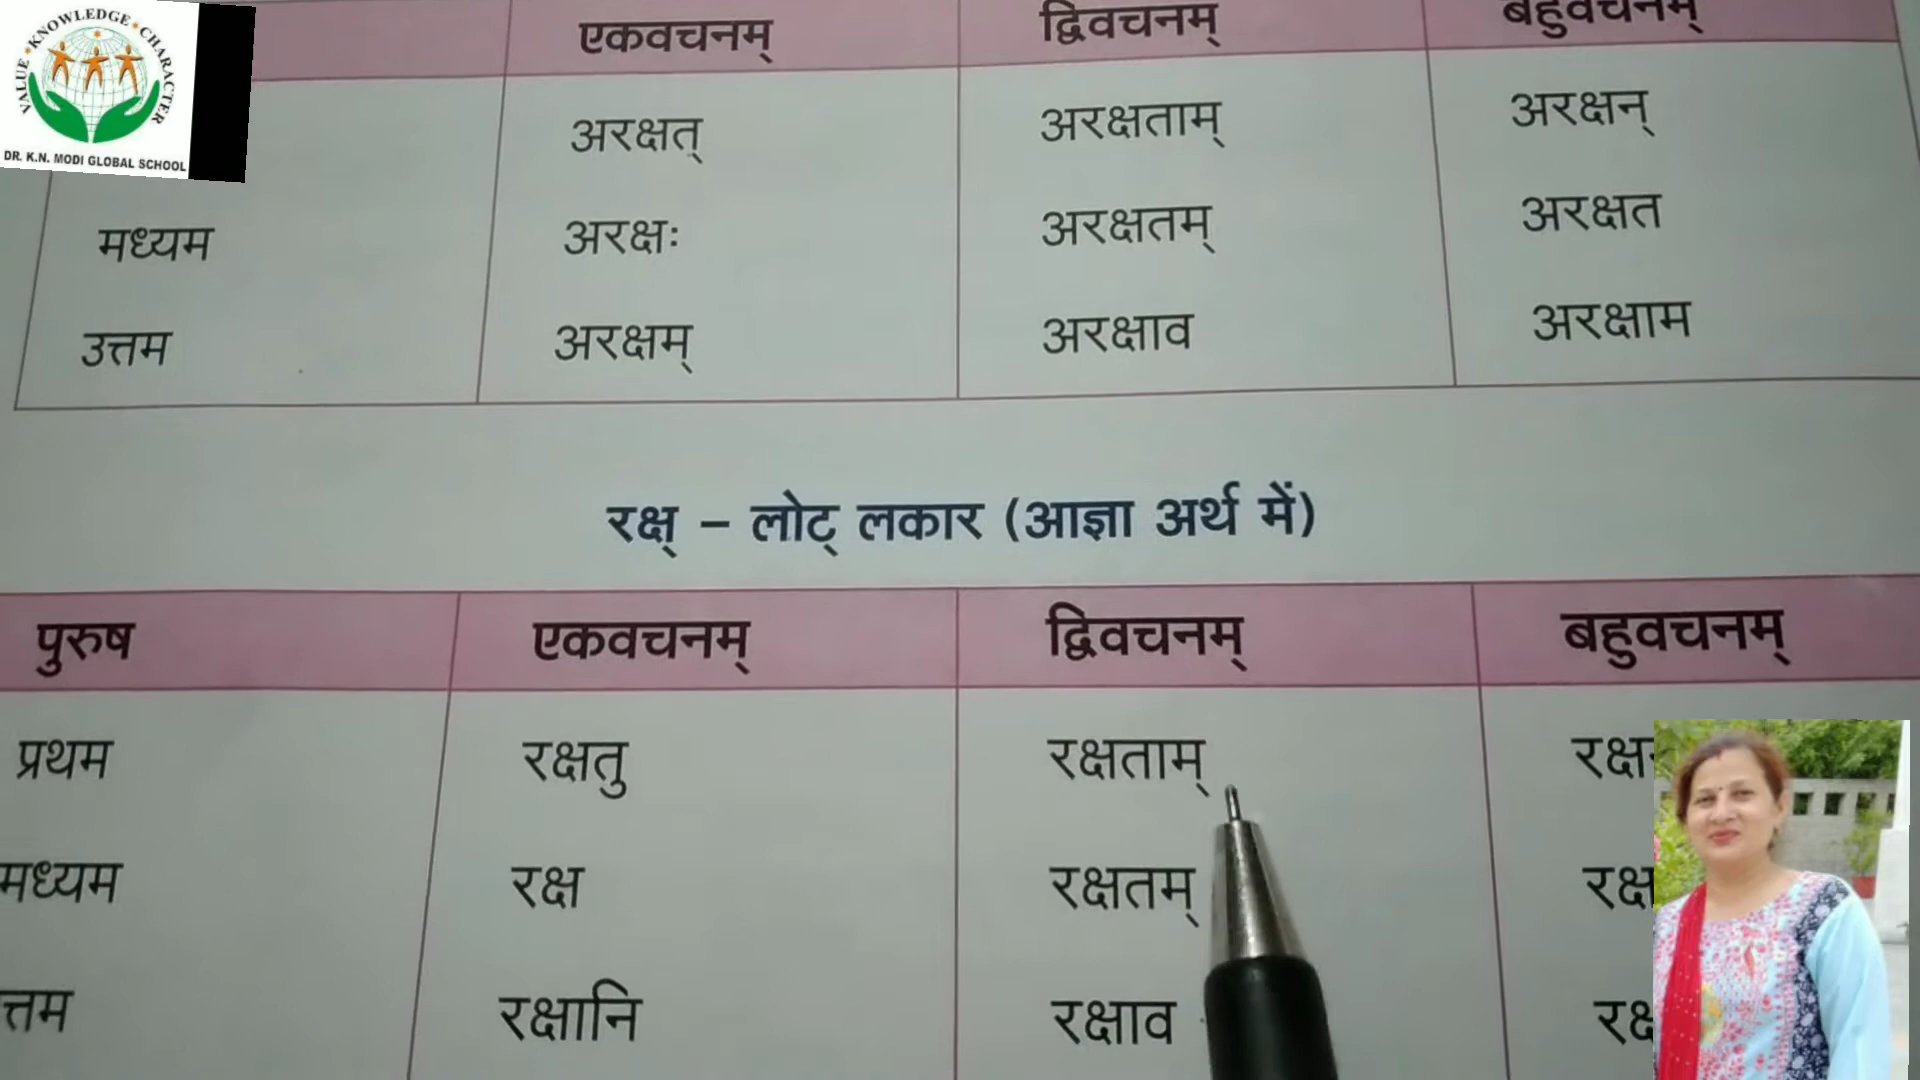 VALUE • KNOWLEDGE • CHARACTER
DR. K.N. MODI GLOBAL SCHOOL
एकवचनम् द्विवचनम् बहुवचनम्
अरक्षत् अरक्षताम् अरक्षन्
मध्यम अरक्षः अरक्षतम् अरक्षत
उत्तम अरक्षम् अरक्षाव अरक्षाम
रक्ष् – लोट् लकार (आज्ञा अर्थ में)
पुरुष एकवचनम् द्विवचनम् बहुवचनम्
प्रथम रक्षतु रक्षताम्
मध्यम रक्ष रक्षतम्
रक्षानि रक्षाव